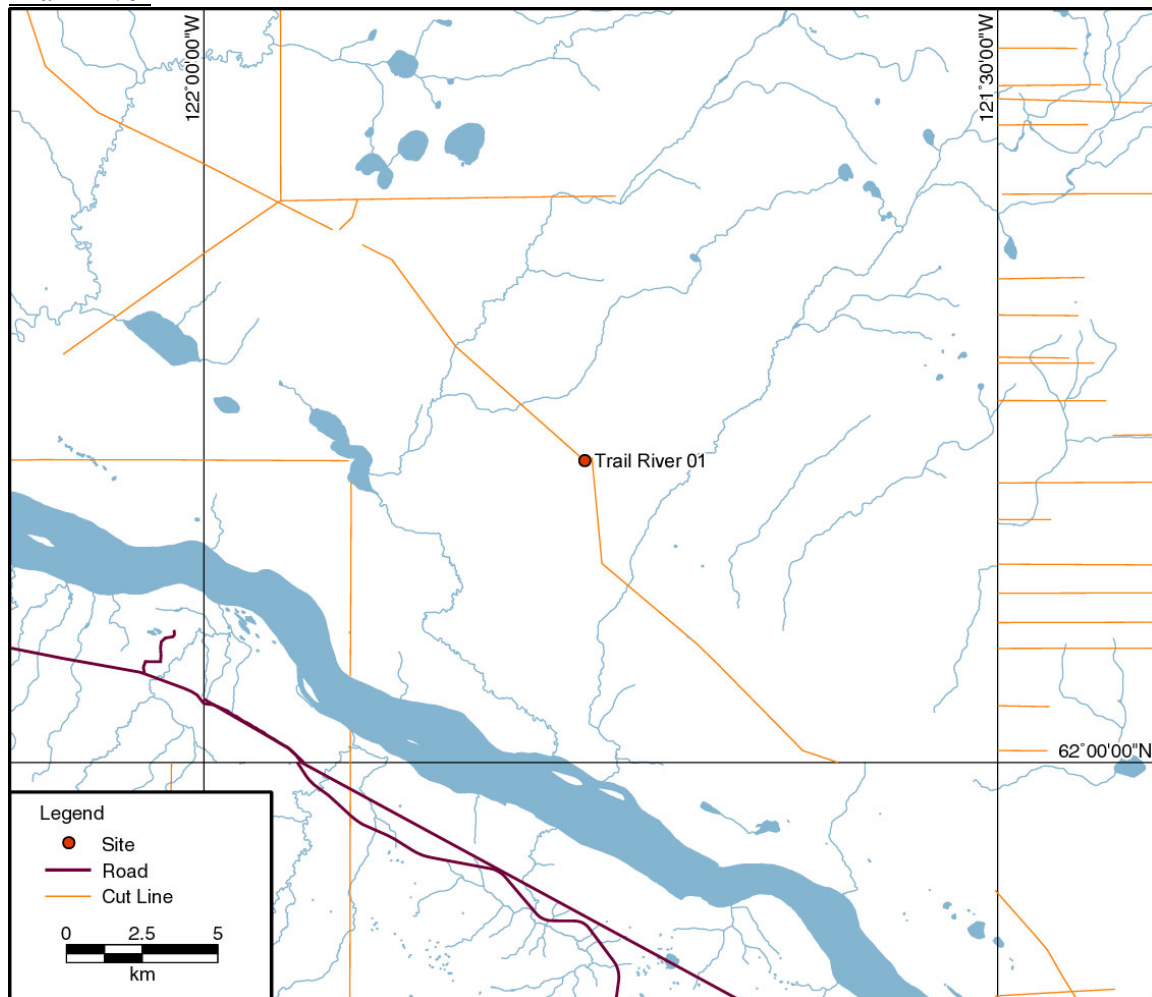 122°00'00"W
121°30'00"W
Trail River 01
62°00'00"N
Legend
Site
Road
Cut Line
0 2.5 5
km